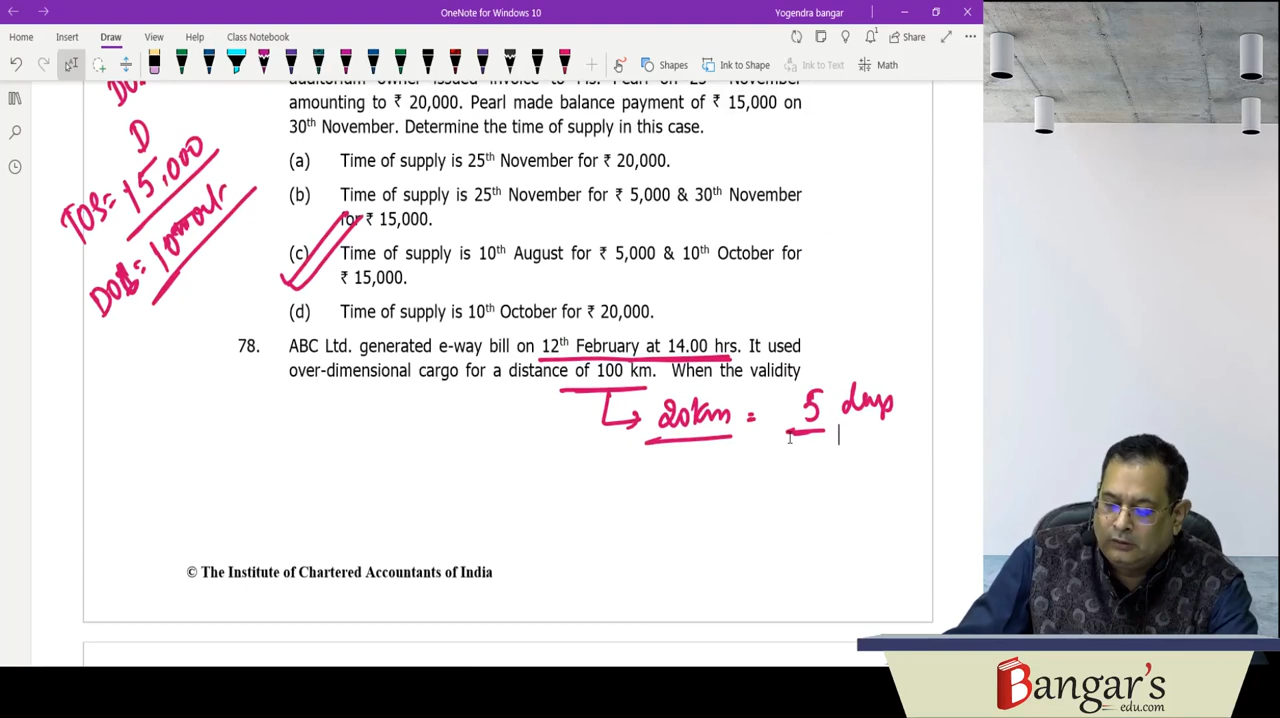 OneNote for Windows 10
Yogendra bangar
Home Insert Draw View Help Class Notebook
Share
Shapes Ink to Shape Ink to Text Math
amounting to ₹ 20,000. Pearl made balance payment of ₹ 15,000 on
30th November. Determine the time of supply in this case.
(a) Time of supply is 25th November for ₹ 20,000.
(b) Time of supply is 25th November for ₹ 5,000 & 30th November
for ₹ 15,000.
(c) Time of supply is 10th August for ₹ 5,000 & 10th October for
₹ 15,000.
(d) Time of supply is 10th October for ₹ 20,000.
D
TOS = 15,000
78. ABC Ltd. generated e-way bill on 12th February at 14.00 hrs. It used
over-dimensional cargo for a distance of 100 km. When the validity
20km = 5 days
© The Institute of Chartered Accountants of India
Bangar's
edu.com